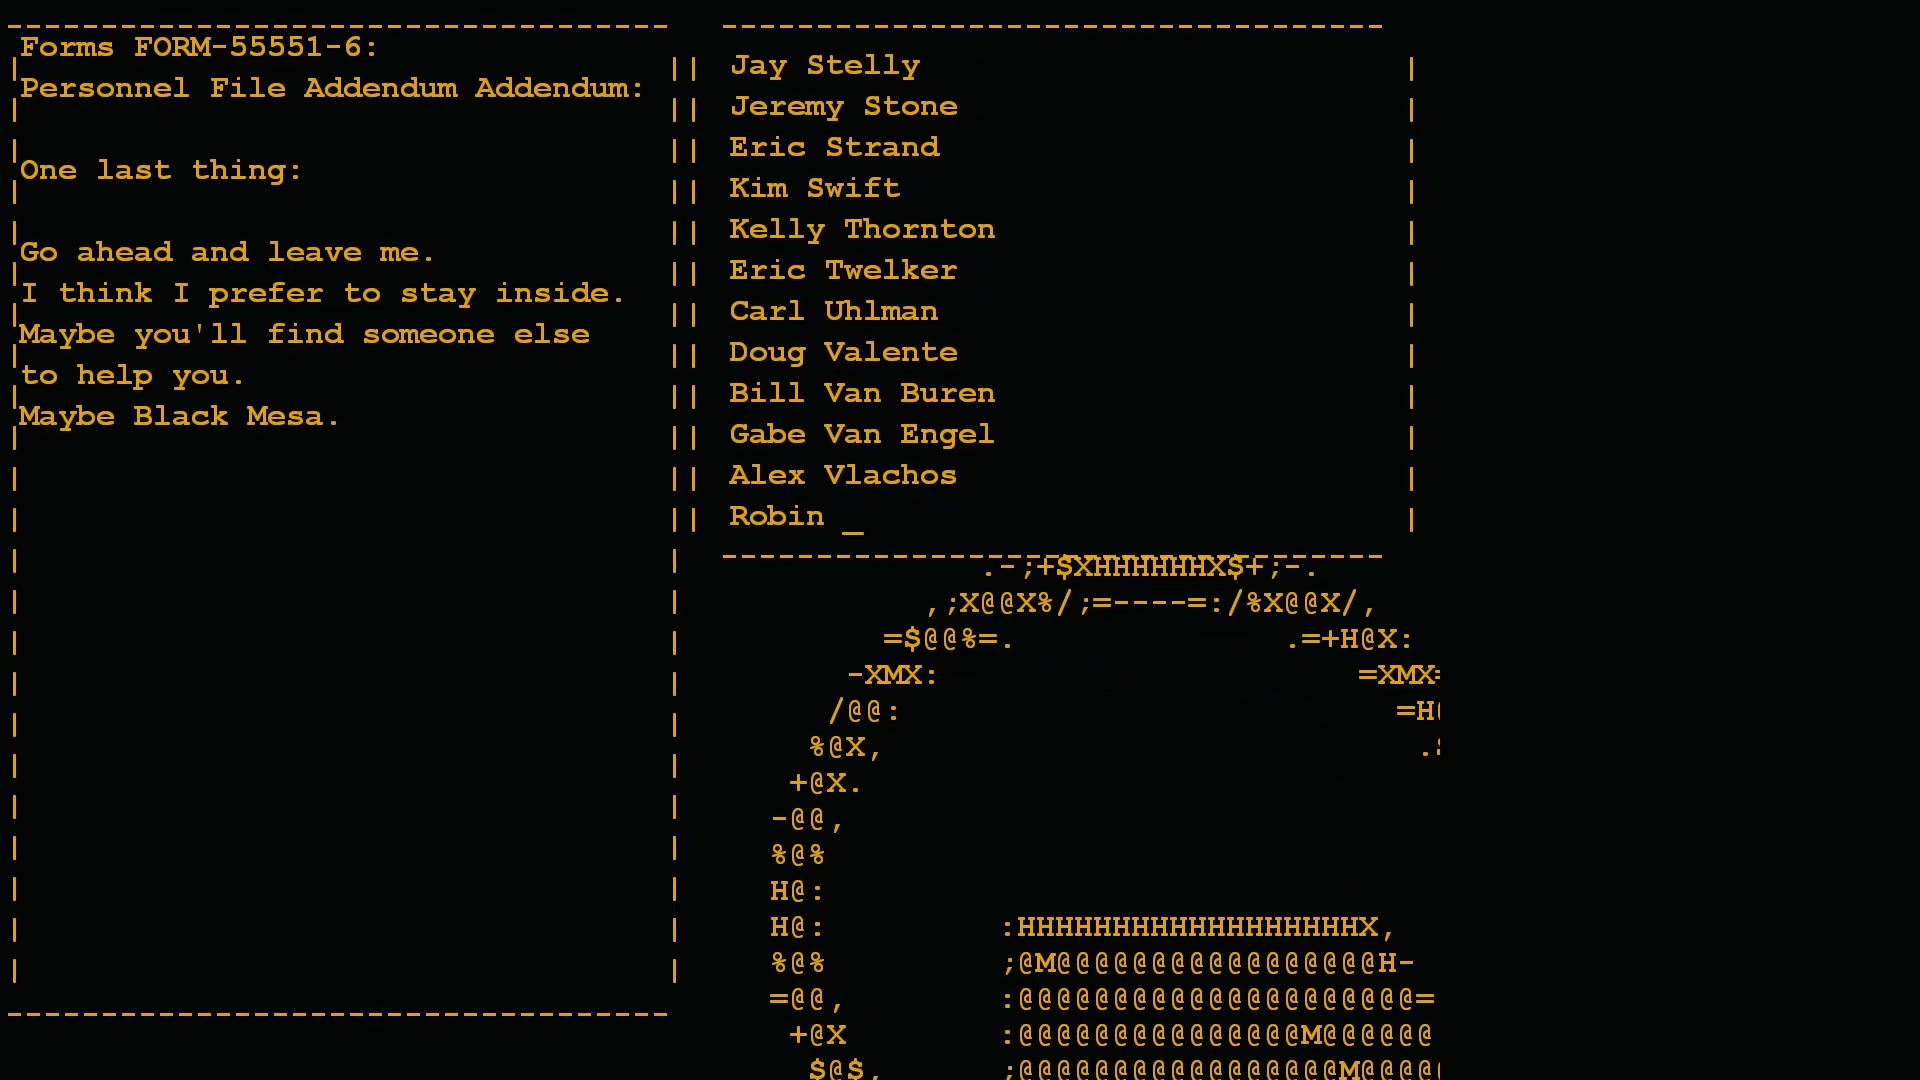 Forms FORM-55551-6:
Personnel File Addendum Addendum:
One last thing:
Go ahead and leave me.
I think I prefer to stay inside.
Maybe you'll find someone else
to help you.
Maybe Black Mesa.
Jay Stelly
Jeremy Stone
Eric Strand
Kim Swift
Kelly Thornton
Eric Twelker
Carl Uhlman
Doug Valente
Bill Van Buren
Gabe Van Engel
Alex Vlachos
Robin _